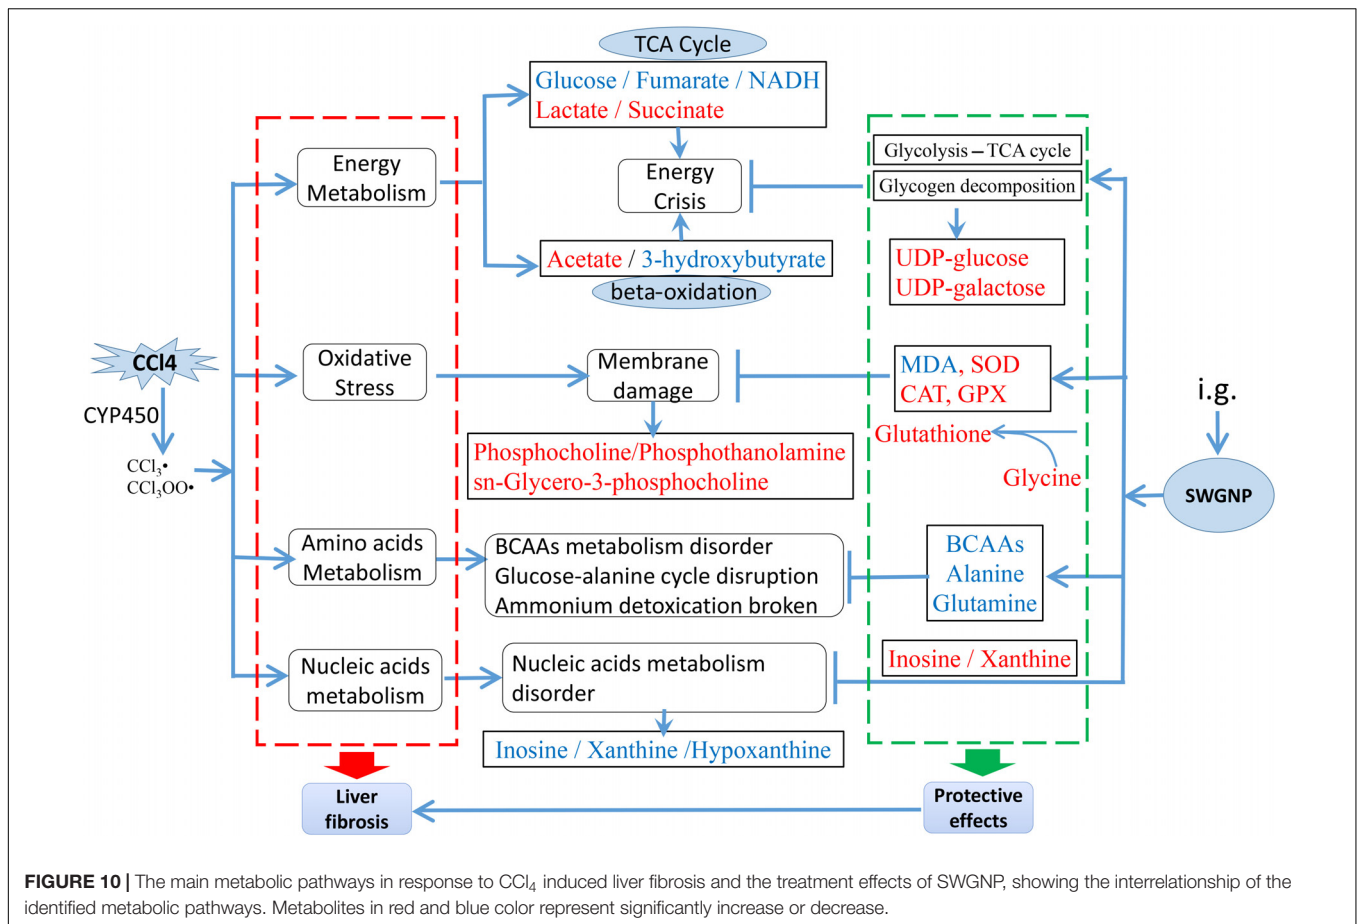 TCA Cycle
Glucose / Fumarate / NADH
Lactate / Succinate
Energy
Metabolism
Energy
Crisis
Glycolysis – TCA cycle
Glycogen decomposition
Acetate / 3-hydroxybutyrate
beta-oxidation
UDP-glucose
UDP-galactose
CCl4
CYP450
CCl3•
CCl3OO•
Oxidative
Stress
Membrane
damage
MDA, SOD
CAT, GPX
Glutathione
Glycine
i.g.
SWGNP
Phosphocholine/Phosphothanolamine
sn-Glycero-3-phosphocholine
Amino acids
Metabolism
BCAAs metabolism disorder
Glucose-alanine cycle disruption
Ammonium detoxication broken
BCAAs
Alanine
Glutamine
Nucleic acids
metabolism
Nucleic acids metabolism
disorder
Inosine / Xanthine
Inosine / Xanthine /Hypoxanthine
Liver
fibrosis
Protective
effects
FIGURE 10 | The main metabolic pathways in response to CCl4 induced liver fibrosis and the treatment effects of SWGNP, showing the interrelationship of the
identified metabolic pathways. Metabolites in red and blue color represent significantly increase or decrease.